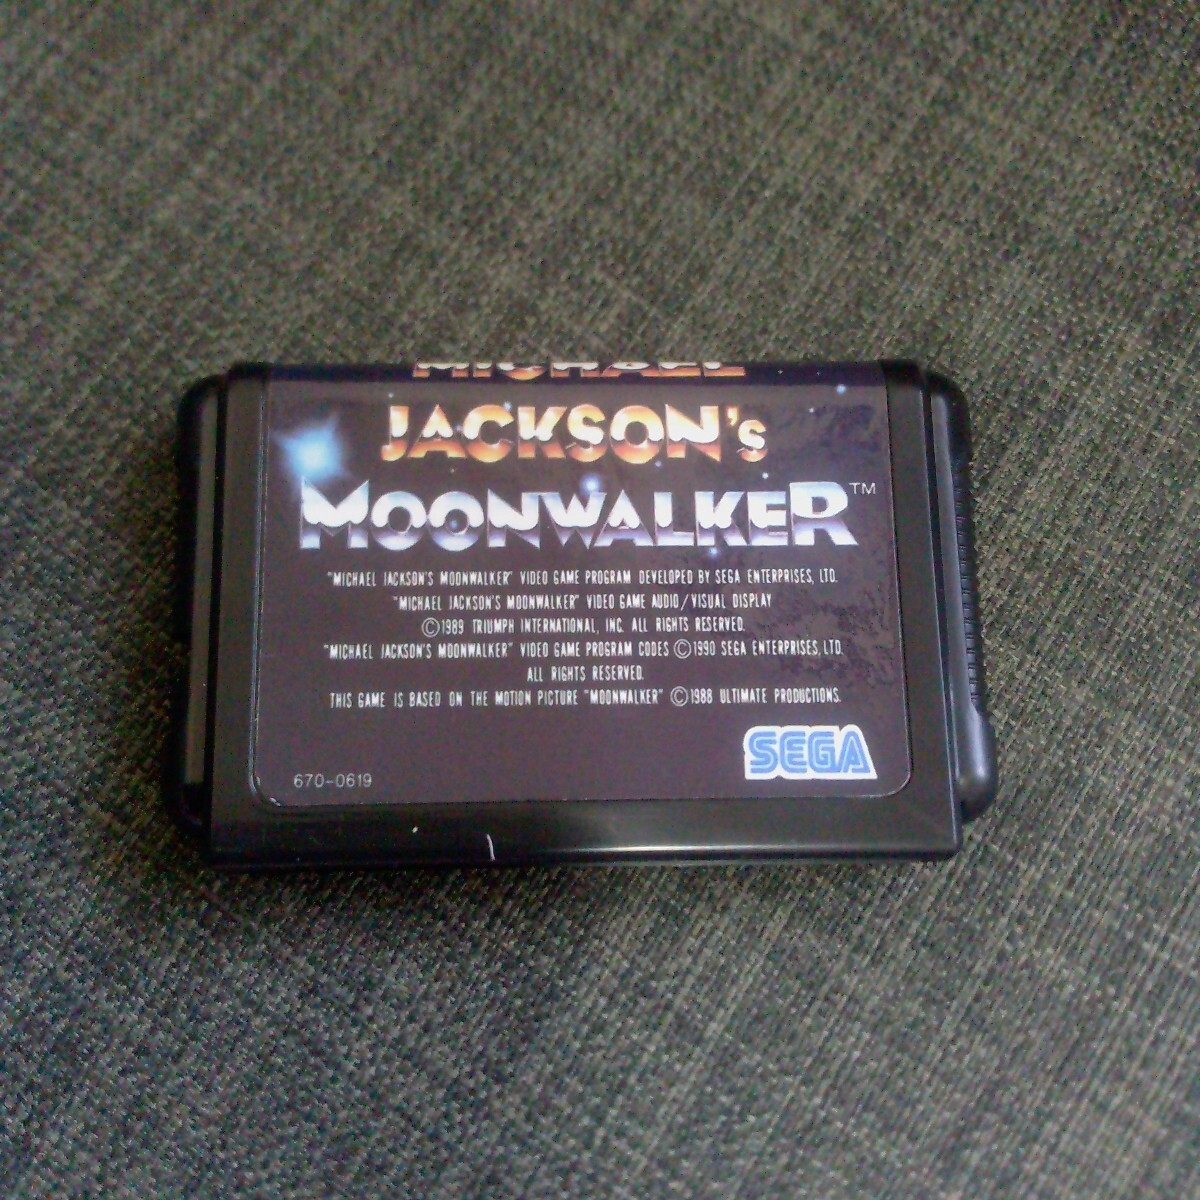 MICHAEL
JACKSON's
MOONWALKER™
"MICHAEL JACKSON'S MOONWALKER" VIDEO GAME PROGRAM DEVELOPED BY SEGA ENTERPRISES, LTD.
"MICHAEL JACKSON'S MOONWALKER" VIDEO GAME AUDIO/VISUAL DISPLAY
©1989 TRIUMPH INTERNATIONAL, INC. ALL RIGHTS RESERVED.
"MICHAEL JACKSON'S MOONWALKER" VIDEO GAME PROGRAM CODES ©1990 SEGA ENTERPRISES, LTD.
ALL RIGHTS RESERVED.
THIS GAME IS BASED ON THE MOTION PICTURE "MOONWALKER" ©1988 ULTIMATE PRODUCTIONS.
SEGA
670-0619